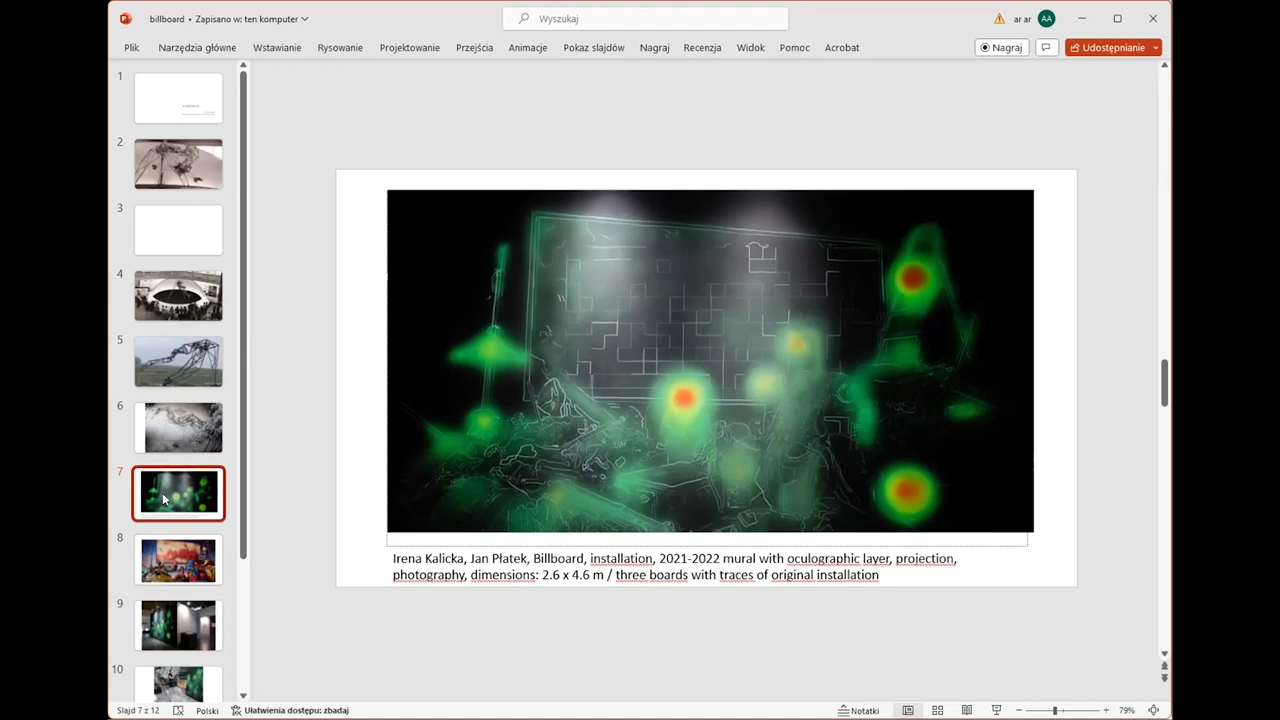 billboard • Zapisano w: ten komputer
Wyszukaj
ar ar
AA
Plik
Narzędzia główne
Wstawianie
Rysowanie
Projektowanie
Przejścia
Animacje
Pokaz slajdów
Nagraj
Recenzja
Widok
Pomoc
Acrobat
Nagraj
Udostępnianie
1
2
3
4
5
6
7
8
9
10
Irena Kalicka, Jan Płatek, Billboard, installation, 2021-2022 mural with oculographic layer, projection,
photography, dimensions: 2.6 x 4.6 m / three boards with traces of original installation
Slajd 7 z 12
Polski
Ułatwienia dostępu: zbadaj
Notatki
79%